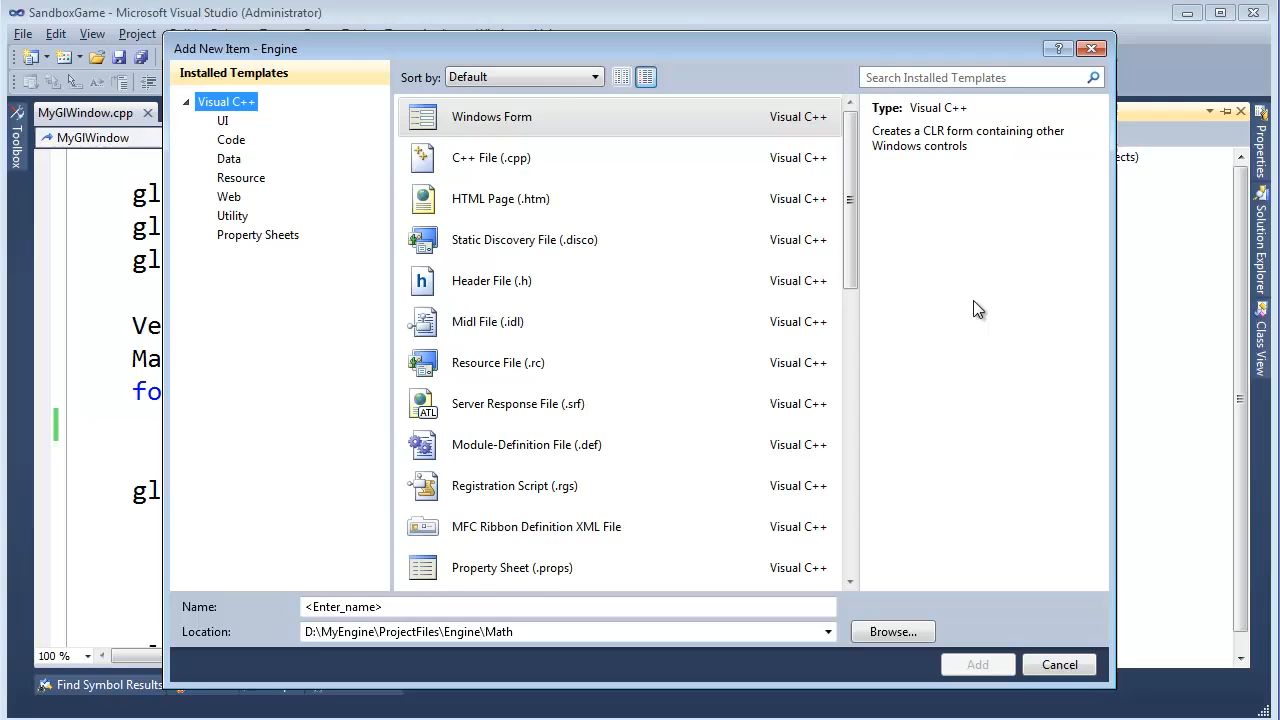 SandboxGame - Microsoft Visual Studio (Administrator)
File Edit View Project
Add New Item - Engine
Installed Templates
Sort by: Default
Search Installed Templates
Visual C++
UI
Code
Data
Resource
Web
Utility
Property Sheets
Windows Form Visual C++
C++ File (.cpp) Visual C++
HTML Page (.htm) Visual C++
Static Discovery File (.disco) Visual C++
Header File (.h) Visual C++
Midl File (.idl) Visual C++
Resource File (.rc) Visual C++
Server Response File (.srf) Visual C++
ATL
Module-Definition File (.def) Visual C++
Registration Script (.rgs) Visual C++
MFC Ribbon Definition XML File Visual C++
Property Sheet (.props) Visual C++
Type: Visual C++
Creates a CLR form containing other
Windows controls
Name: <Enter_name>
Location: D:\MyEngine\ProjectFiles\Engine\Math
Browse...
Add Cancel
MyGlWindow.cpp
MyGlWindow
ects)
gl
gl
gl
Ve
Ma
fo
gl
100 %
Find Symbol Results
Toolbox
Properties
Solution Explorer
Class View